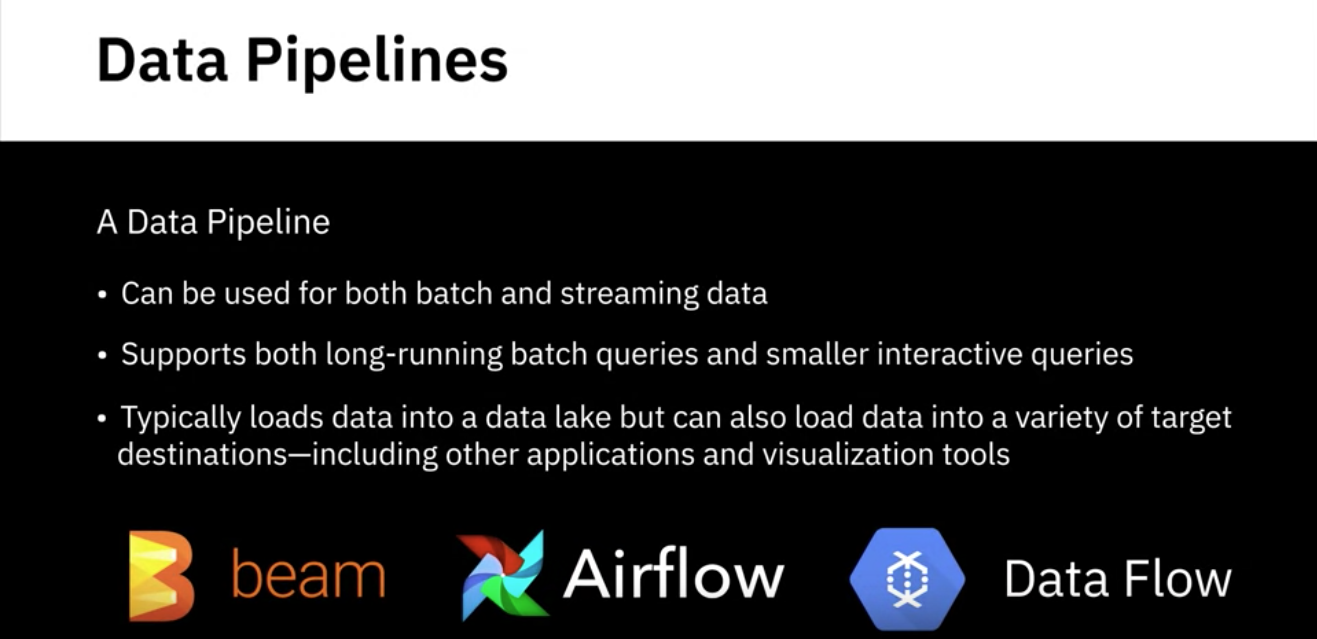 Data Pipelines
A Data Pipeline
• Can be used for both batch and streaming data
• Supports both long-running batch queries and smaller interactive queries
• Typically loads data into a data lake but can also load data into a variety of target
destinations—including other applications and visualization tools
beam Airflow Data Flow